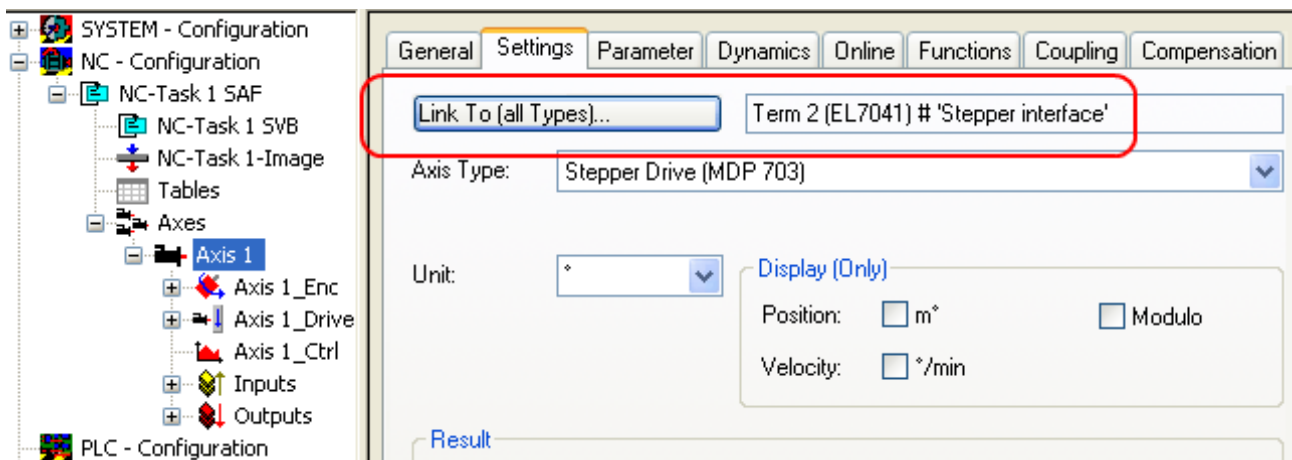 SYSTEM - Configuration
NC - Configuration
NC-Task 1 SAF
NC-Task 1 SVB
NC-Task 1-Image
Tables
Axes
Axis 1
Axis 1_Enc
Axis 1_Drive
Axis 1_Ctrl
Inputs
Outputs
PLC - Configuration
General Settings Parameter Dynamics Online Functions Coupling Compensation
Link To (all Types)... Term 2 (EL7041) # 'Stepper interface'
Axis Type: Stepper Drive (MDP 703)
Unit: °
Display (Only)
Position: m° Modulo
Velocity: °/min
Result